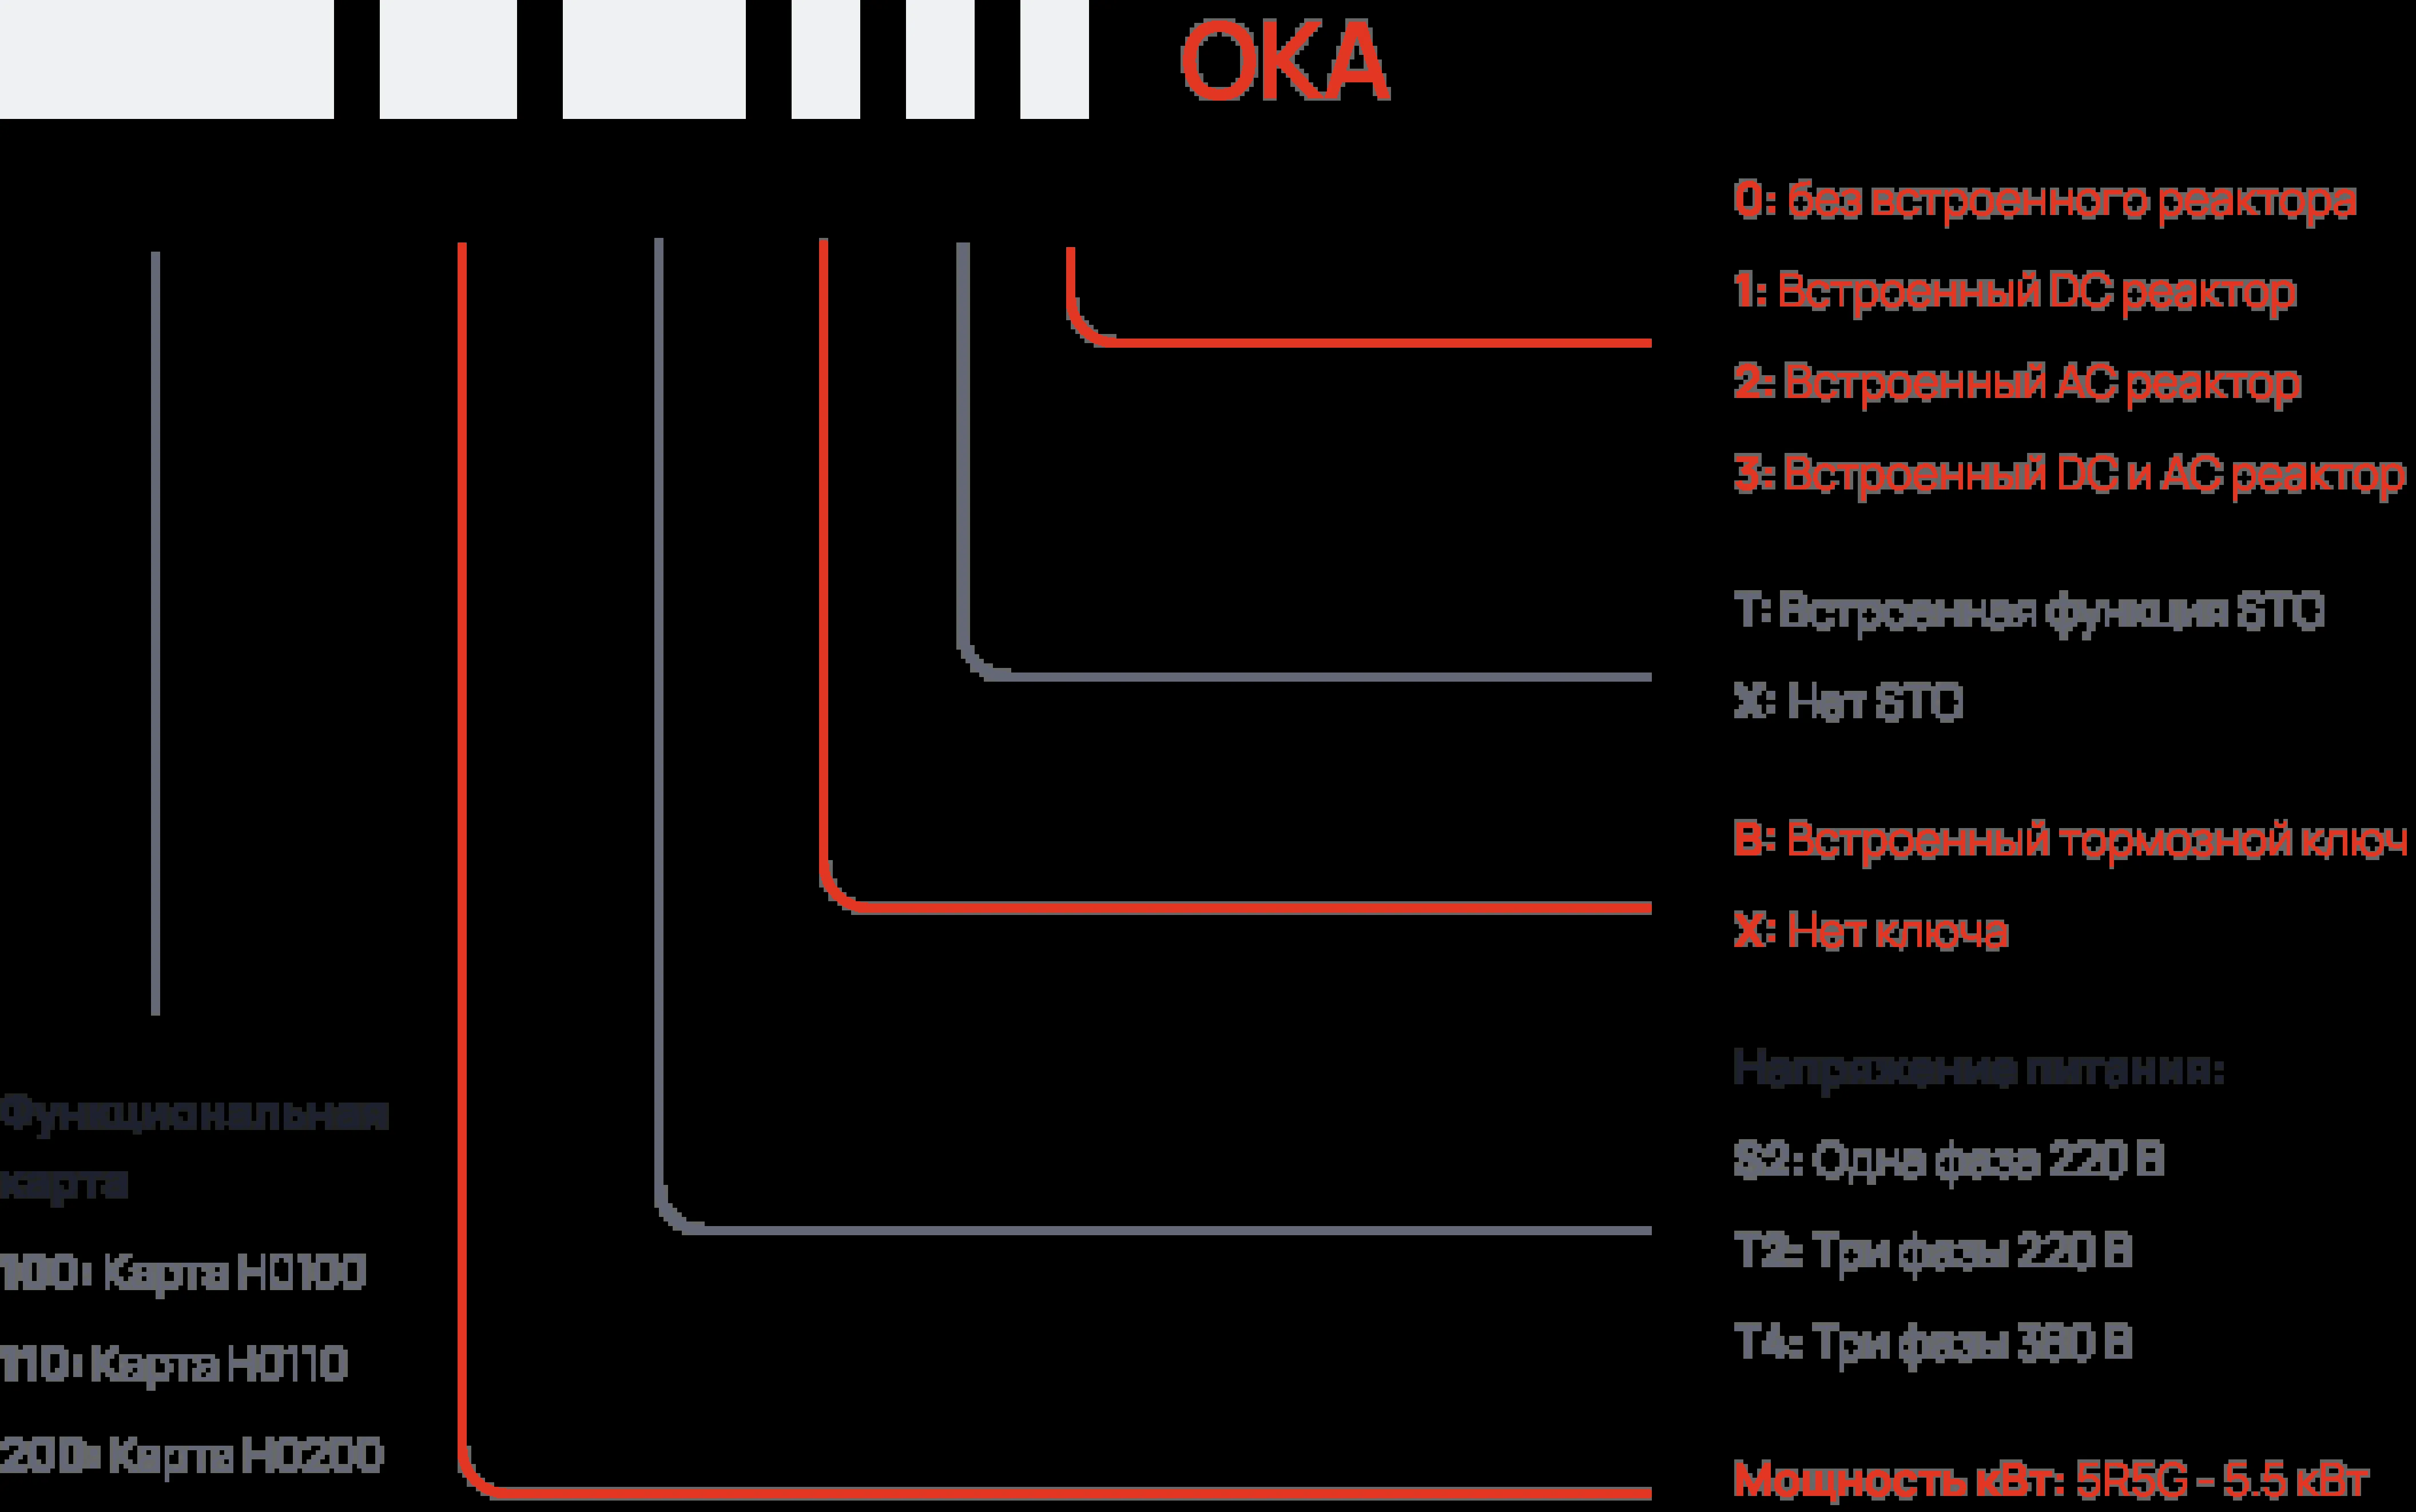 ОКА
0: без встроенного реактора
1: Встроенный DC реактор
2: Встроенный AC реактор
3: Встроенный DC и AC реактор
T: Встроенная функция STO
X: Нет STO
B: Встроенный тормозной ключ
X: Нет ключа
Напряжение питания:
S2: Одна фаза 220 В
T2: Три фазы 220 В
T4: Три фазы 380 В
Мощность кВт: 5R5G - 5.5 кВт
Функциональная
карта
100: Карта H0100
110: Карта H0110
200: Карта H0200